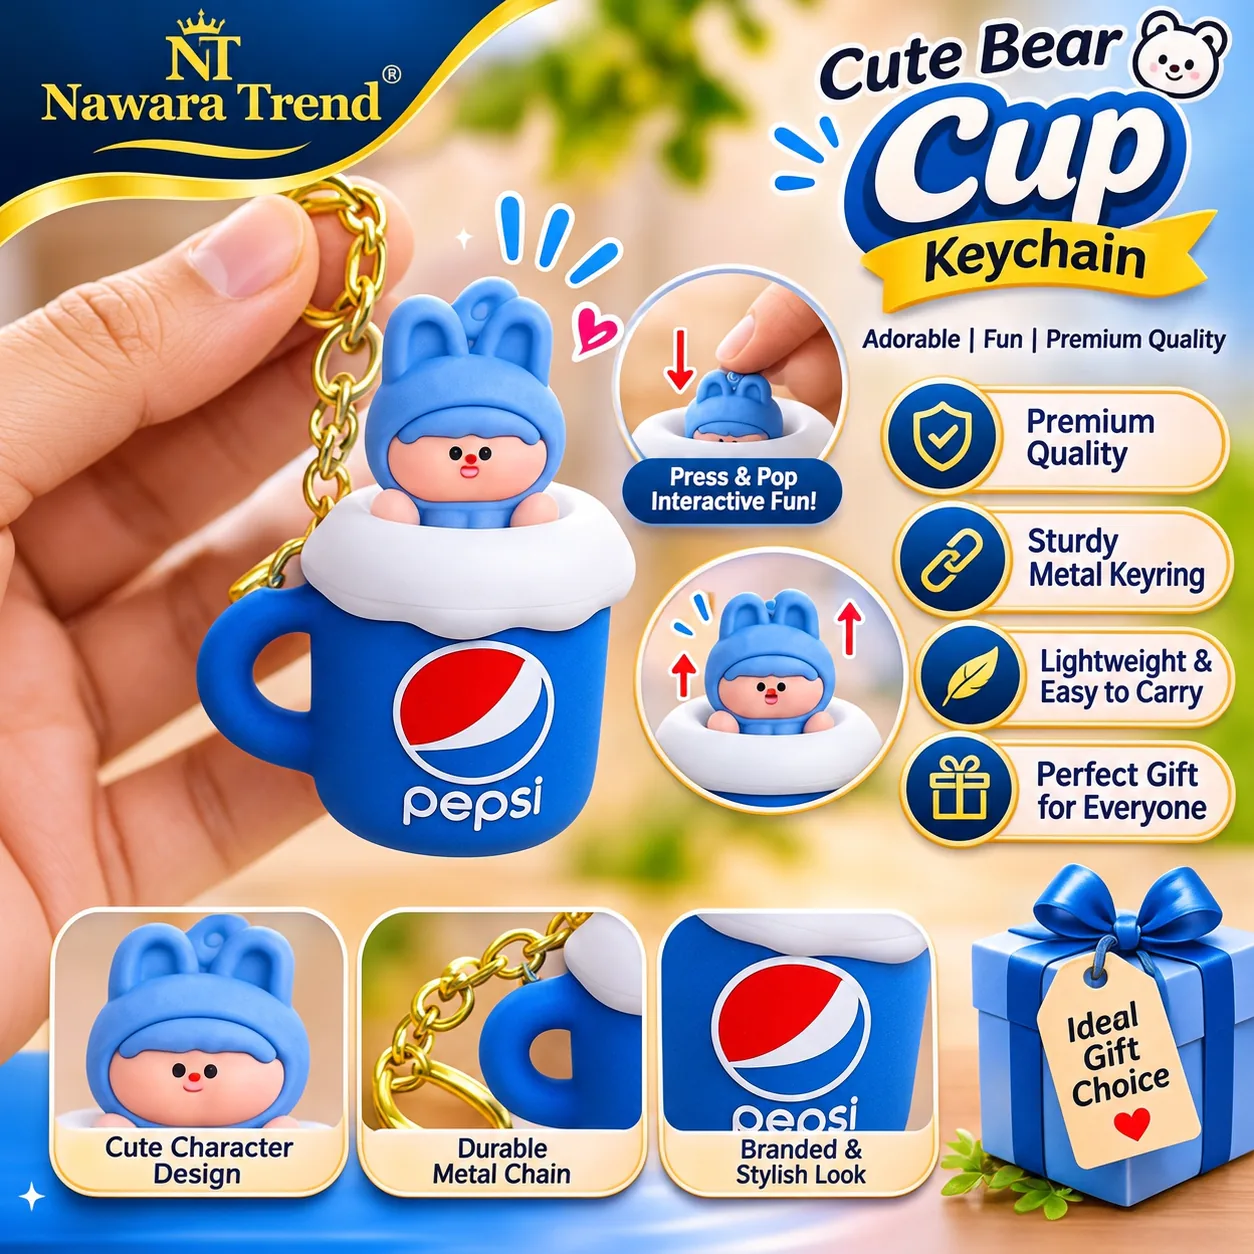 NT
Nawara Trend®
Cute Bear
Cup
Keychain
Adorable | Fun | Premium Quality
Press & Pop
Interactive Fun!
Premium
Quality
Sturdy
Metal Keyring
Lightweight &
Easy to Carry
Perfect Gift
for Everyone
pepsi
Cute Character
Design
Durable
Metal Chain
pepsi
Branded &
Stylish Look
Ideal
Gift
Choice